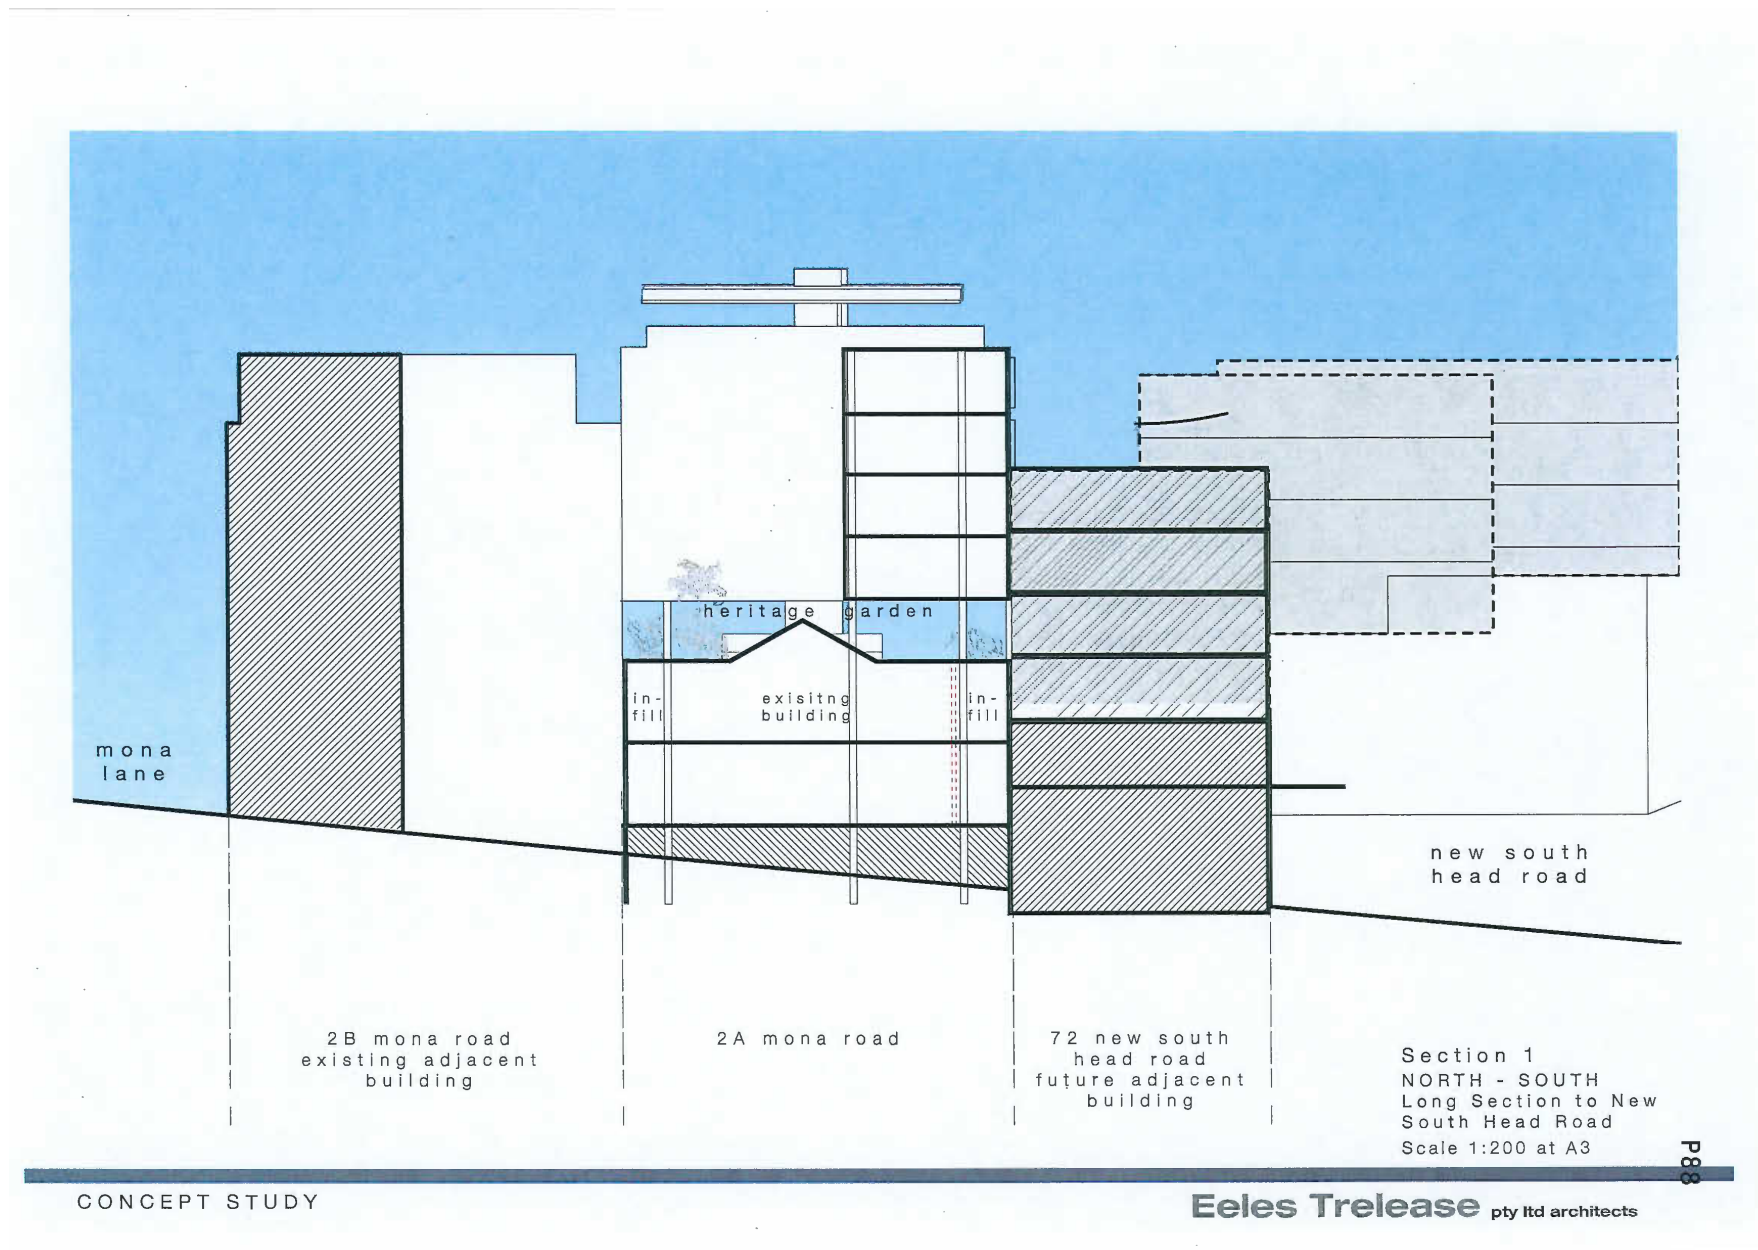 heritage garden
in-
fill
exisitng
building
in-
fill
mona
lane
new south
head road
2B mona road
existing adjacent
building
2A mona road
72 new south
head road
future adjacent
building
Section 1
NORTH - SOUTH
Long Section to New
South Head Road
Scale 1:200 at A3
P88
CONCEPT STUDY
Eeles Trelease pty ltd architects